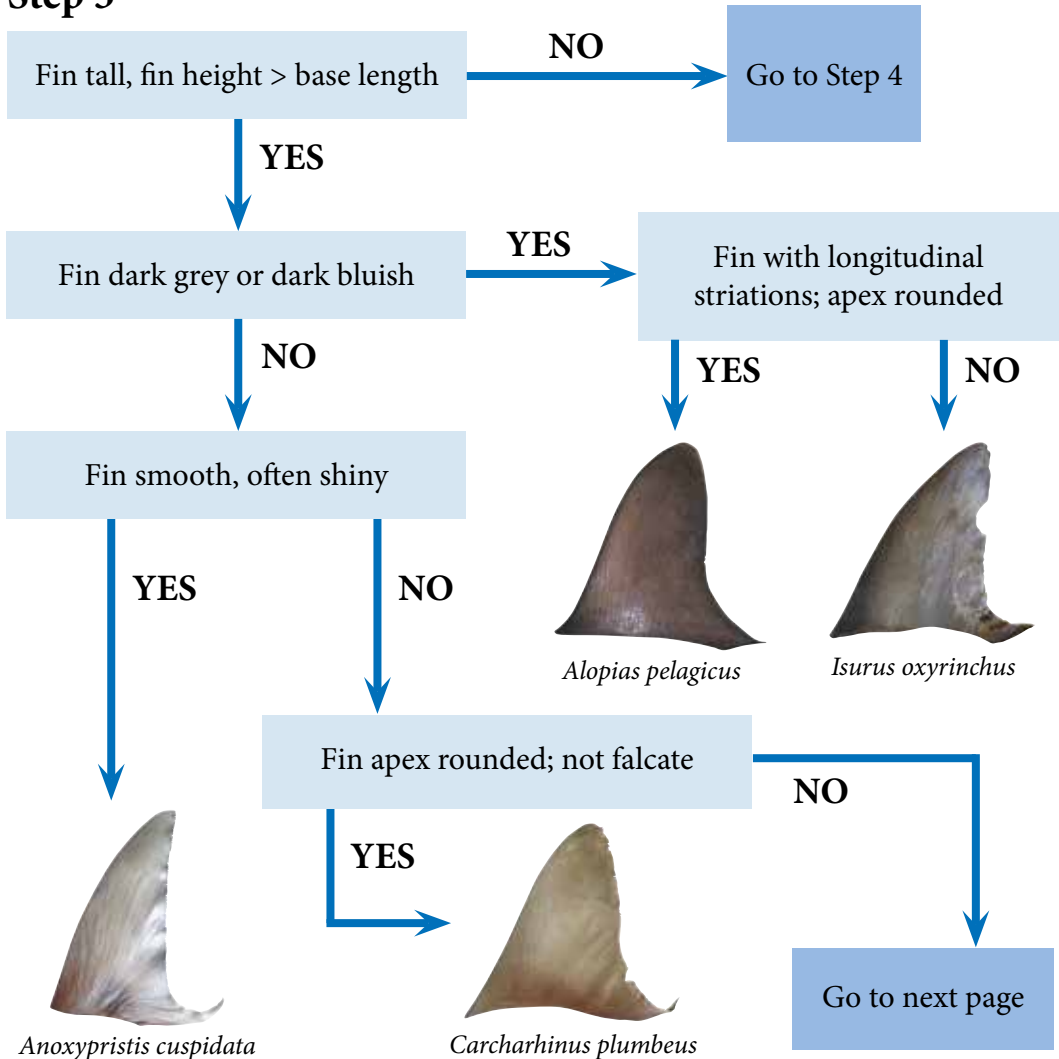 Step 3
Fin tall, fin height > base length
NO
Go to Step 4
YES
Fin dark grey or dark bluish
YES
Fin with longitudinal
striations; apex rounded
NO
YES
NO
Fin smooth, often shiny
YES
NO
Alopias pelagicus
Isurus oxyrinchus
Fin apex rounded; not falcate
NO
YES
Go to next page
Anoxypristis cuspidata
Carcharhinus plumbeus